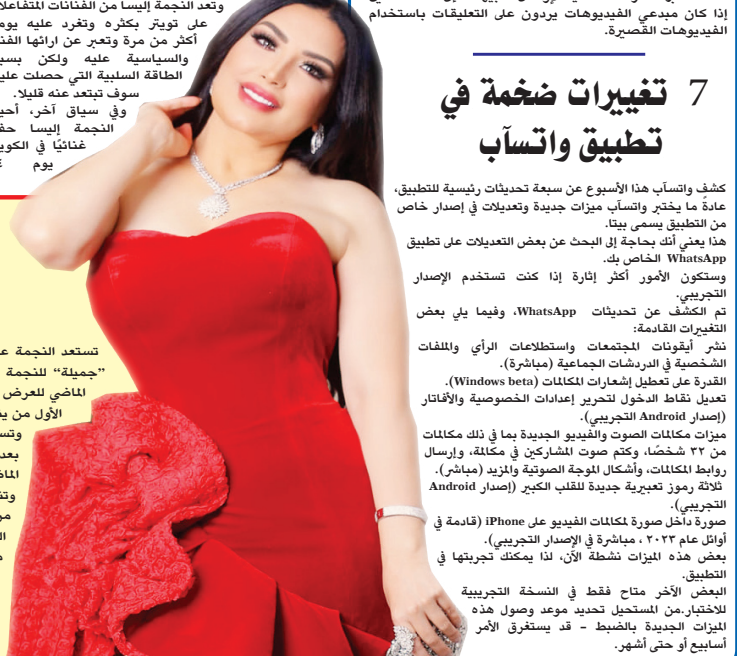 إذا كان مبدعي الفيديوهات يردون على التعليقات باستخدام
الفيديوهات القصيرة.
7 تغييرات ضخمة في
تطبيق واتسآب
كشف واتسآب هذا الأسبوع عن سبعة تحديثات رئيسية للتطبيق،
عادةً ما يختبر واتسآب ميزات جديدة وتعديلات في إصدار خاص
من التطبيق يسمى بيتا.
هذا يعني أنك بحاجة إلى البحث عن بعض التعديلات على تطبيق
WhatsApp الخاص بك.
وستكون الأمور أكثر إثارة إذا كنت تستخدم الإصدار
التجريبي.
تم الكشف عن تحديثات WhatsApp، وفيما يلي بعض
التغييرات القادمة:
نشر أيقونات المجتمعات واستطلاعات الرأي والملفات
الشخصية في الدردشات الجماعية (مباشرة).
القدرة على تعطيل إشعارات المكالمات (Windows beta).
تعديل نقاط الدخول لتحرير إعدادات الخصوصية والأفاتار
(إصدار Android التجريبي).
ميزات مكالمات الصوت والفيديو الجديدة بما في ذلك مكالمات
من ٣٢ شخصًا، وكتم صوت المشاركين في مكالمة، وإرسال
روابط المكالمات، وأشكال الموجة الصوتية والمزيد (مباشر).
ثلاثة رموز تعبيرية جديدة للقلب الكبير (إصدار Android
التجريبي).
صورة داخل صورة لمكالمات الفيديو على iPhone (قادمة في
أوائل عام ٢٠٢٣ ، مباشرة في الإصدار التجريبي).
بعض هذه الميزات نشطة الآن، لذا يمكنك تجربتها في
التطبيق.
البعض الآخر متاح فقط في النسخة التجريبية
للاختبار.من المستحيل تحديد موعد وصول هذه
الميزات الجديدة بالضبط – قد يستغرق الأمر
أسابيع أو حتى أشهر.
وتعد النجمة إليسا من الفنانات المتفاعلا
على تويتر بكثره وتغرد عليه يوم
أكثر من مرة وتعبر عن ارائها الفن
والسياسية عليه ولكن بسب
الطاقة السلبية التي حصلت علي
سوف تبتعد عنه قليلا.
وفي سياق آخر، أحي
النجمة إليسا حف
غنائيًا في الكوي
يوم
تستعد النجمة ع
”جميلة“ للنجمة
الماضي للعرض
الأول من ي
وتس
بعد
الماض
وتن
مر
ال